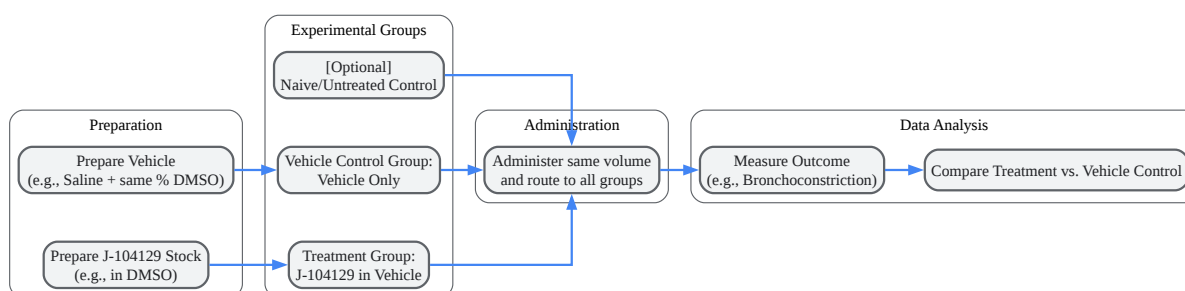 Experimental Groups
[Optional]
Naive/Untreated Control
Preparation
Administration
Data Analysis
Prepare Vehicle
(e.g., Saline + same % DMSO)
Vehicle Control Group:
Vehicle Only
Administer same volume
and route to all groups
Measure Outcome
(e.g., Bronchoconstriction)
Compare Treatment vs. Vehicle Control
Prepare J-104129 Stock
(e.g., in DMSO)
Treatment Group:
J-104129 in Vehicle